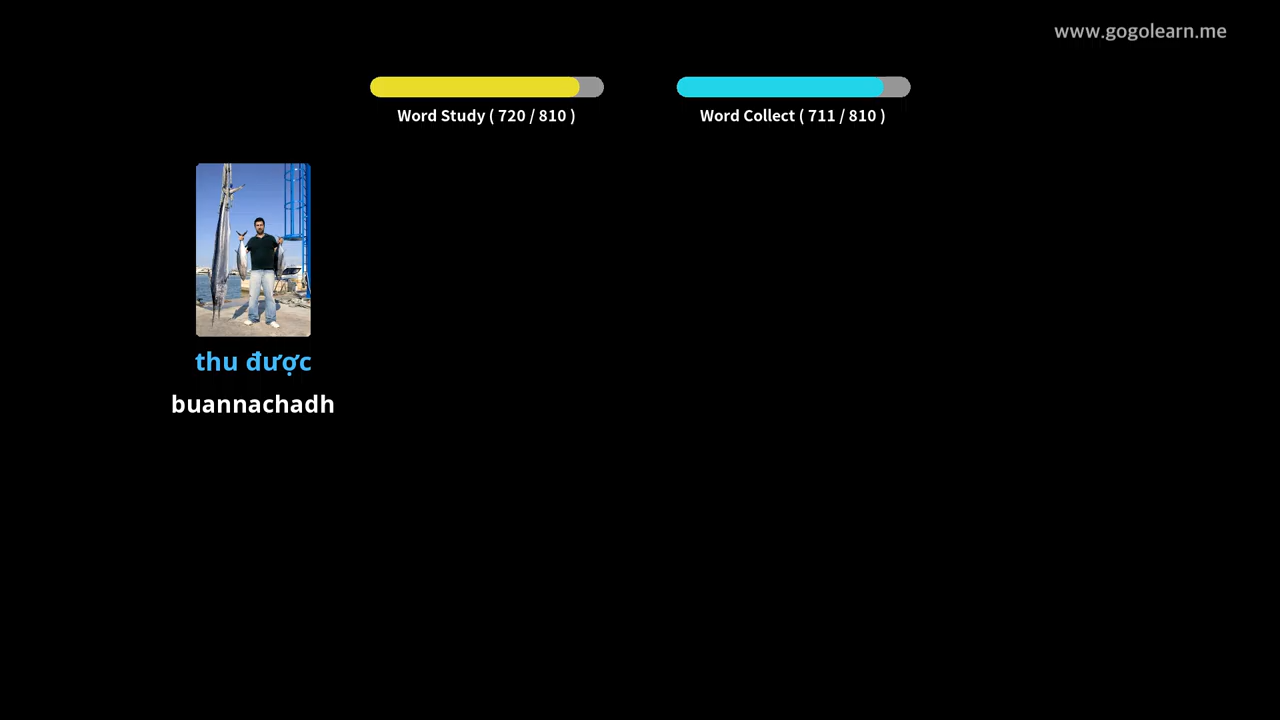 www.gogolearn.me
Word Study ( 720 / 810 )
Word Collect ( 711 / 810 )
thu được
buannachadh